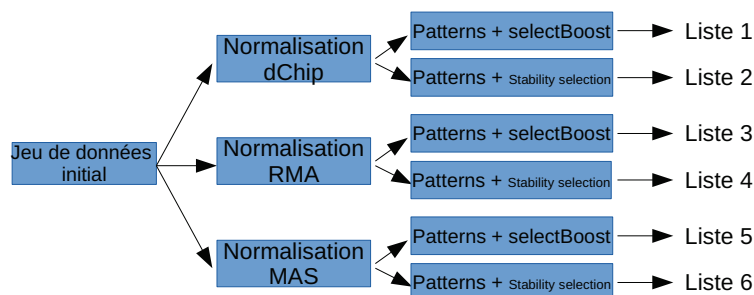 Jeu de données
initial
Normalisation
dChip
Patterns + selectBoost
Liste 1
Patterns + Stability selection
Liste 2
Normalisation
RMA
Patterns + selectBoost
Liste 3
Patterns + Stability selection
Liste 4
Normalisation
MAS
Patterns + selectBoost
Liste 5
Patterns + Stability selection
Liste 6